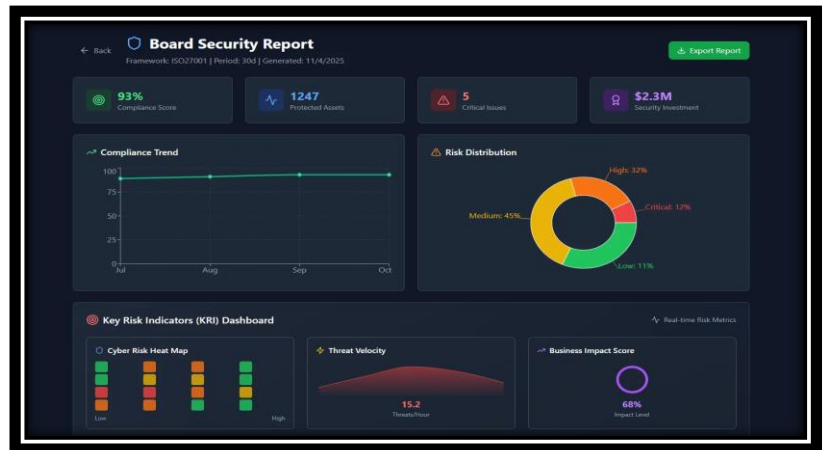 ← Back
Board Security Report
Framework: ISO27001 | Period: 30d | Generated: 11/4/2025
Export Report
93%
Compliance Score
1247
Protected Assets
5
Critical Issues
$2.3M
Security Investment
Compliance Trend
100
75
50
25
0
Jul Aug Sep Oct
Risk Distribution
High: 32%
Critical: 12%
Medium: 45%
Low: 11%
Key Risk Indicators (KRI) Dashboard
Real-time Risk Metrics
Cyber Risk Heat Map
Low High
Threat Velocity
15.2
Threats/Hour
Business Impact Score
68%
Impact Level